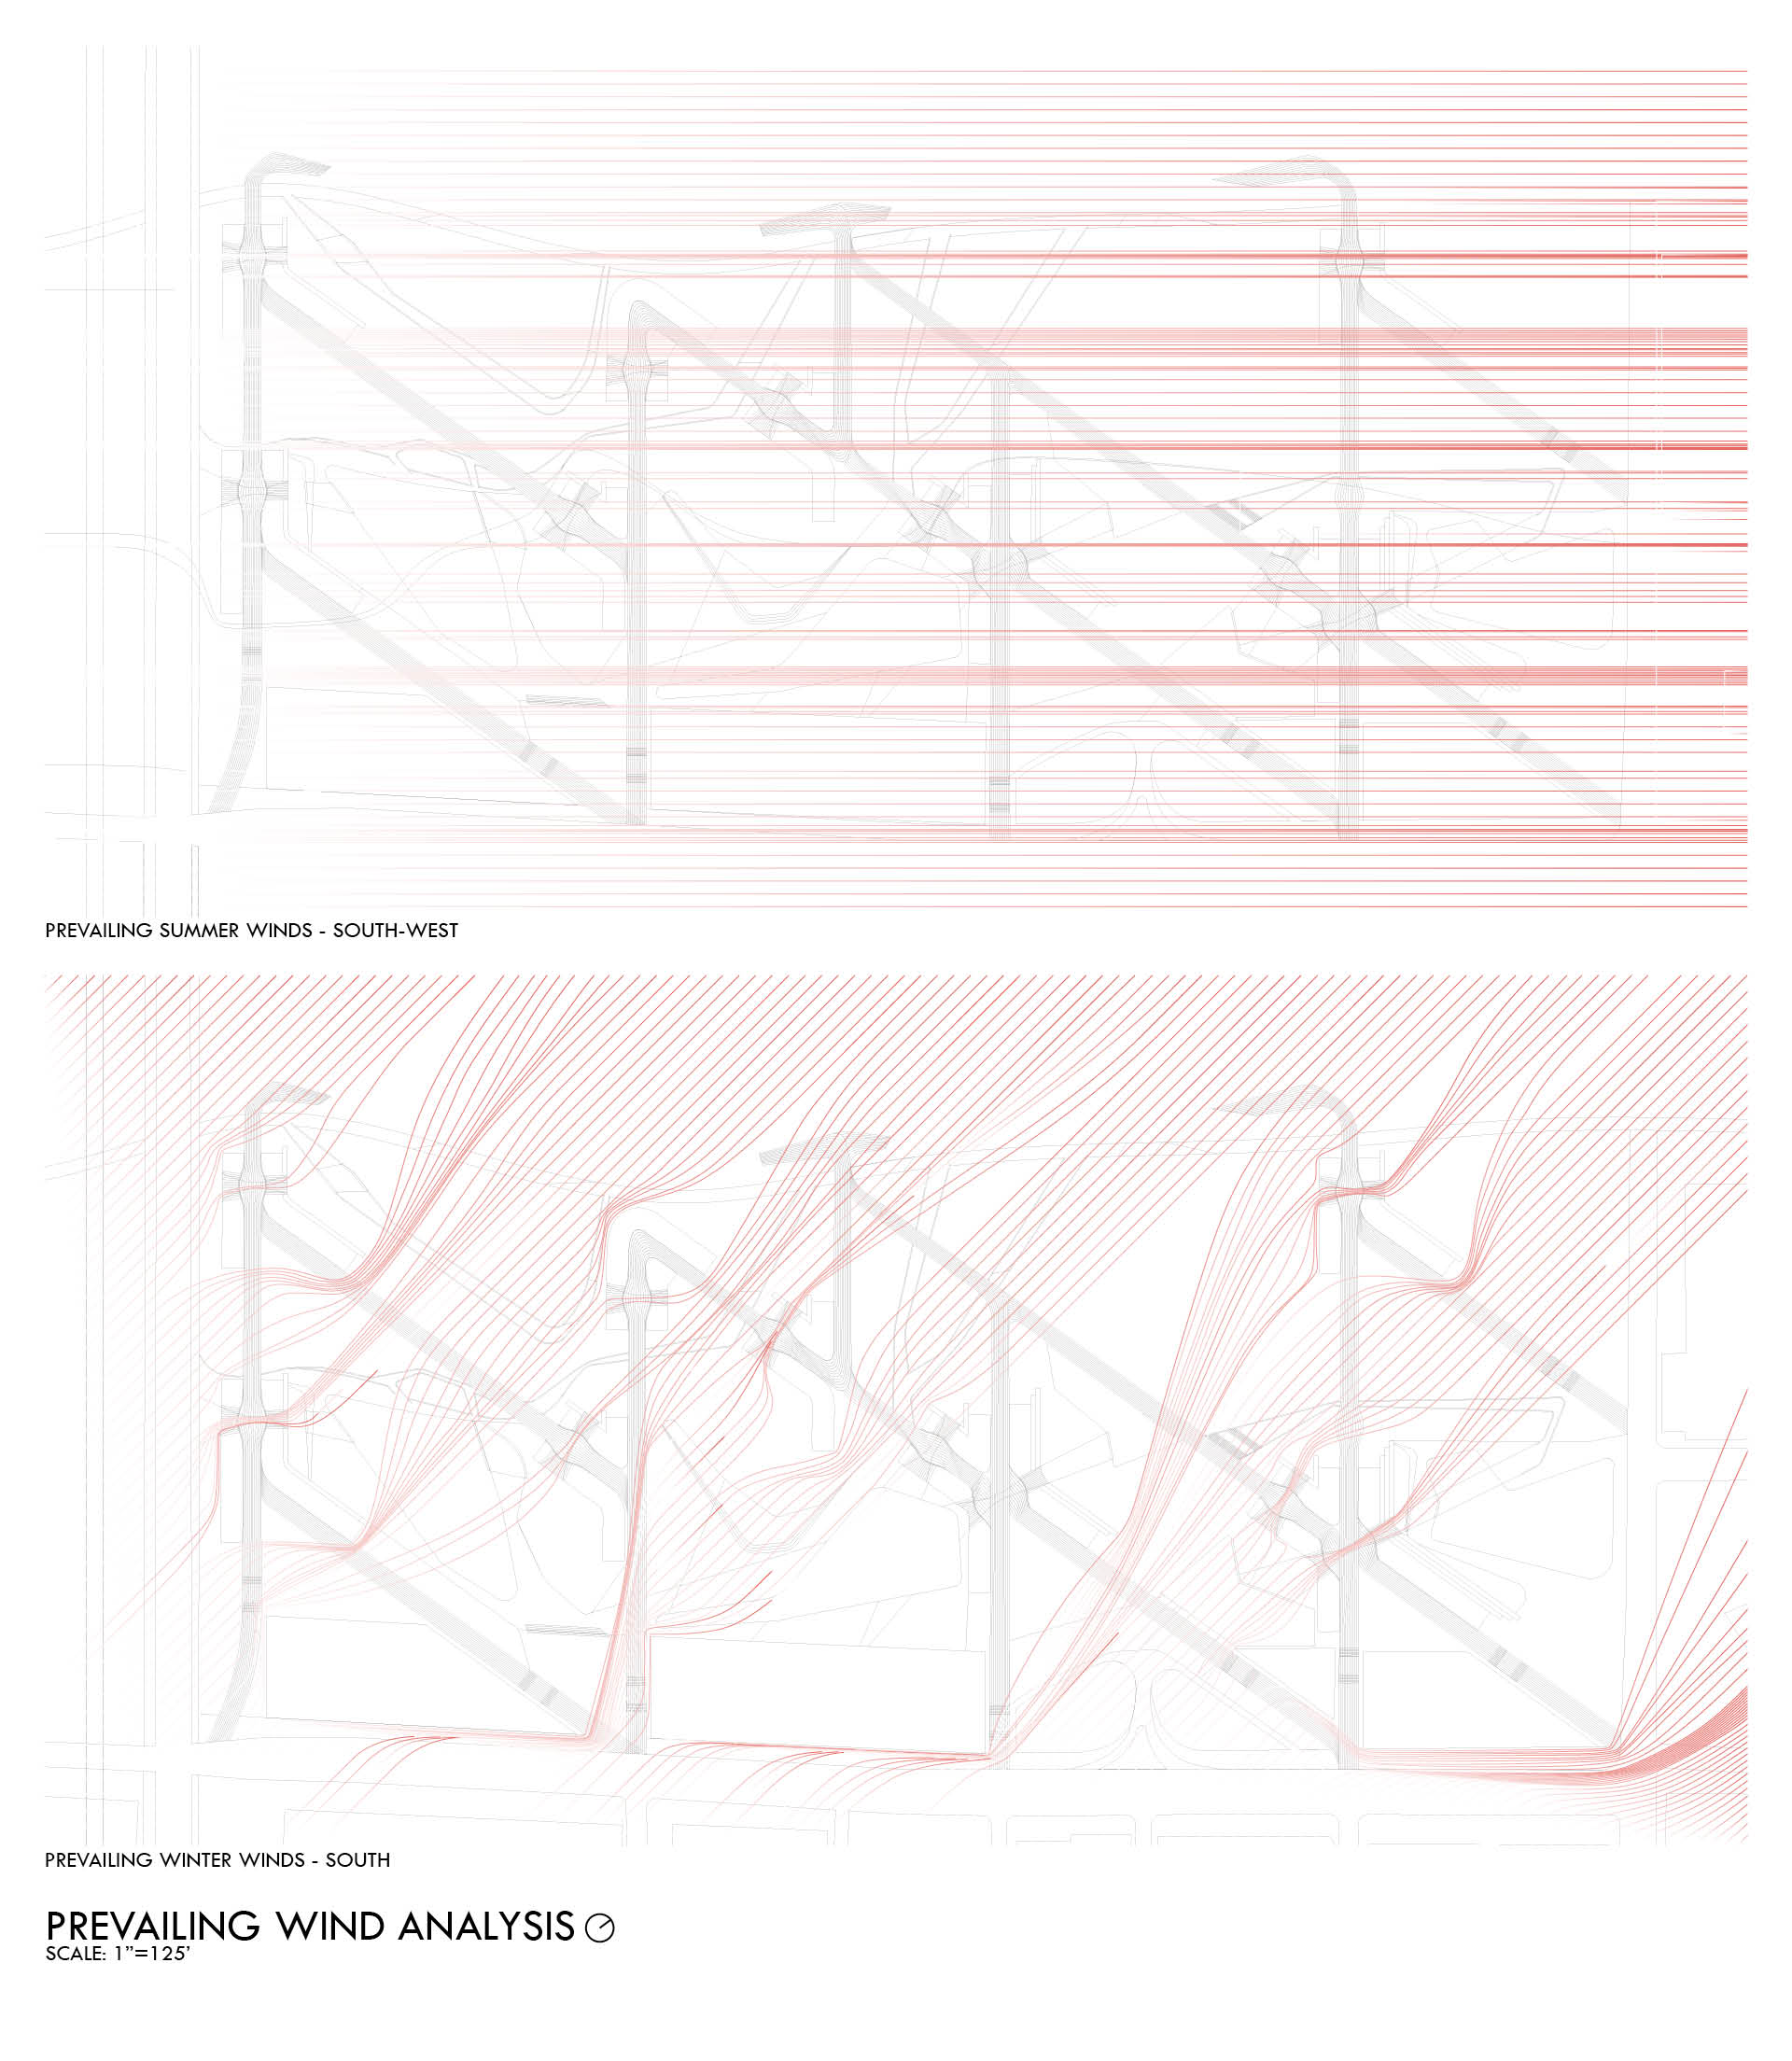 PREVAILING SUMMER WINDS - SOUTH-WEST
PREVAILING WINTER WINDS - SOUTH
PREVAILING WIND ANALYSIS
SCALE: 1”=125’